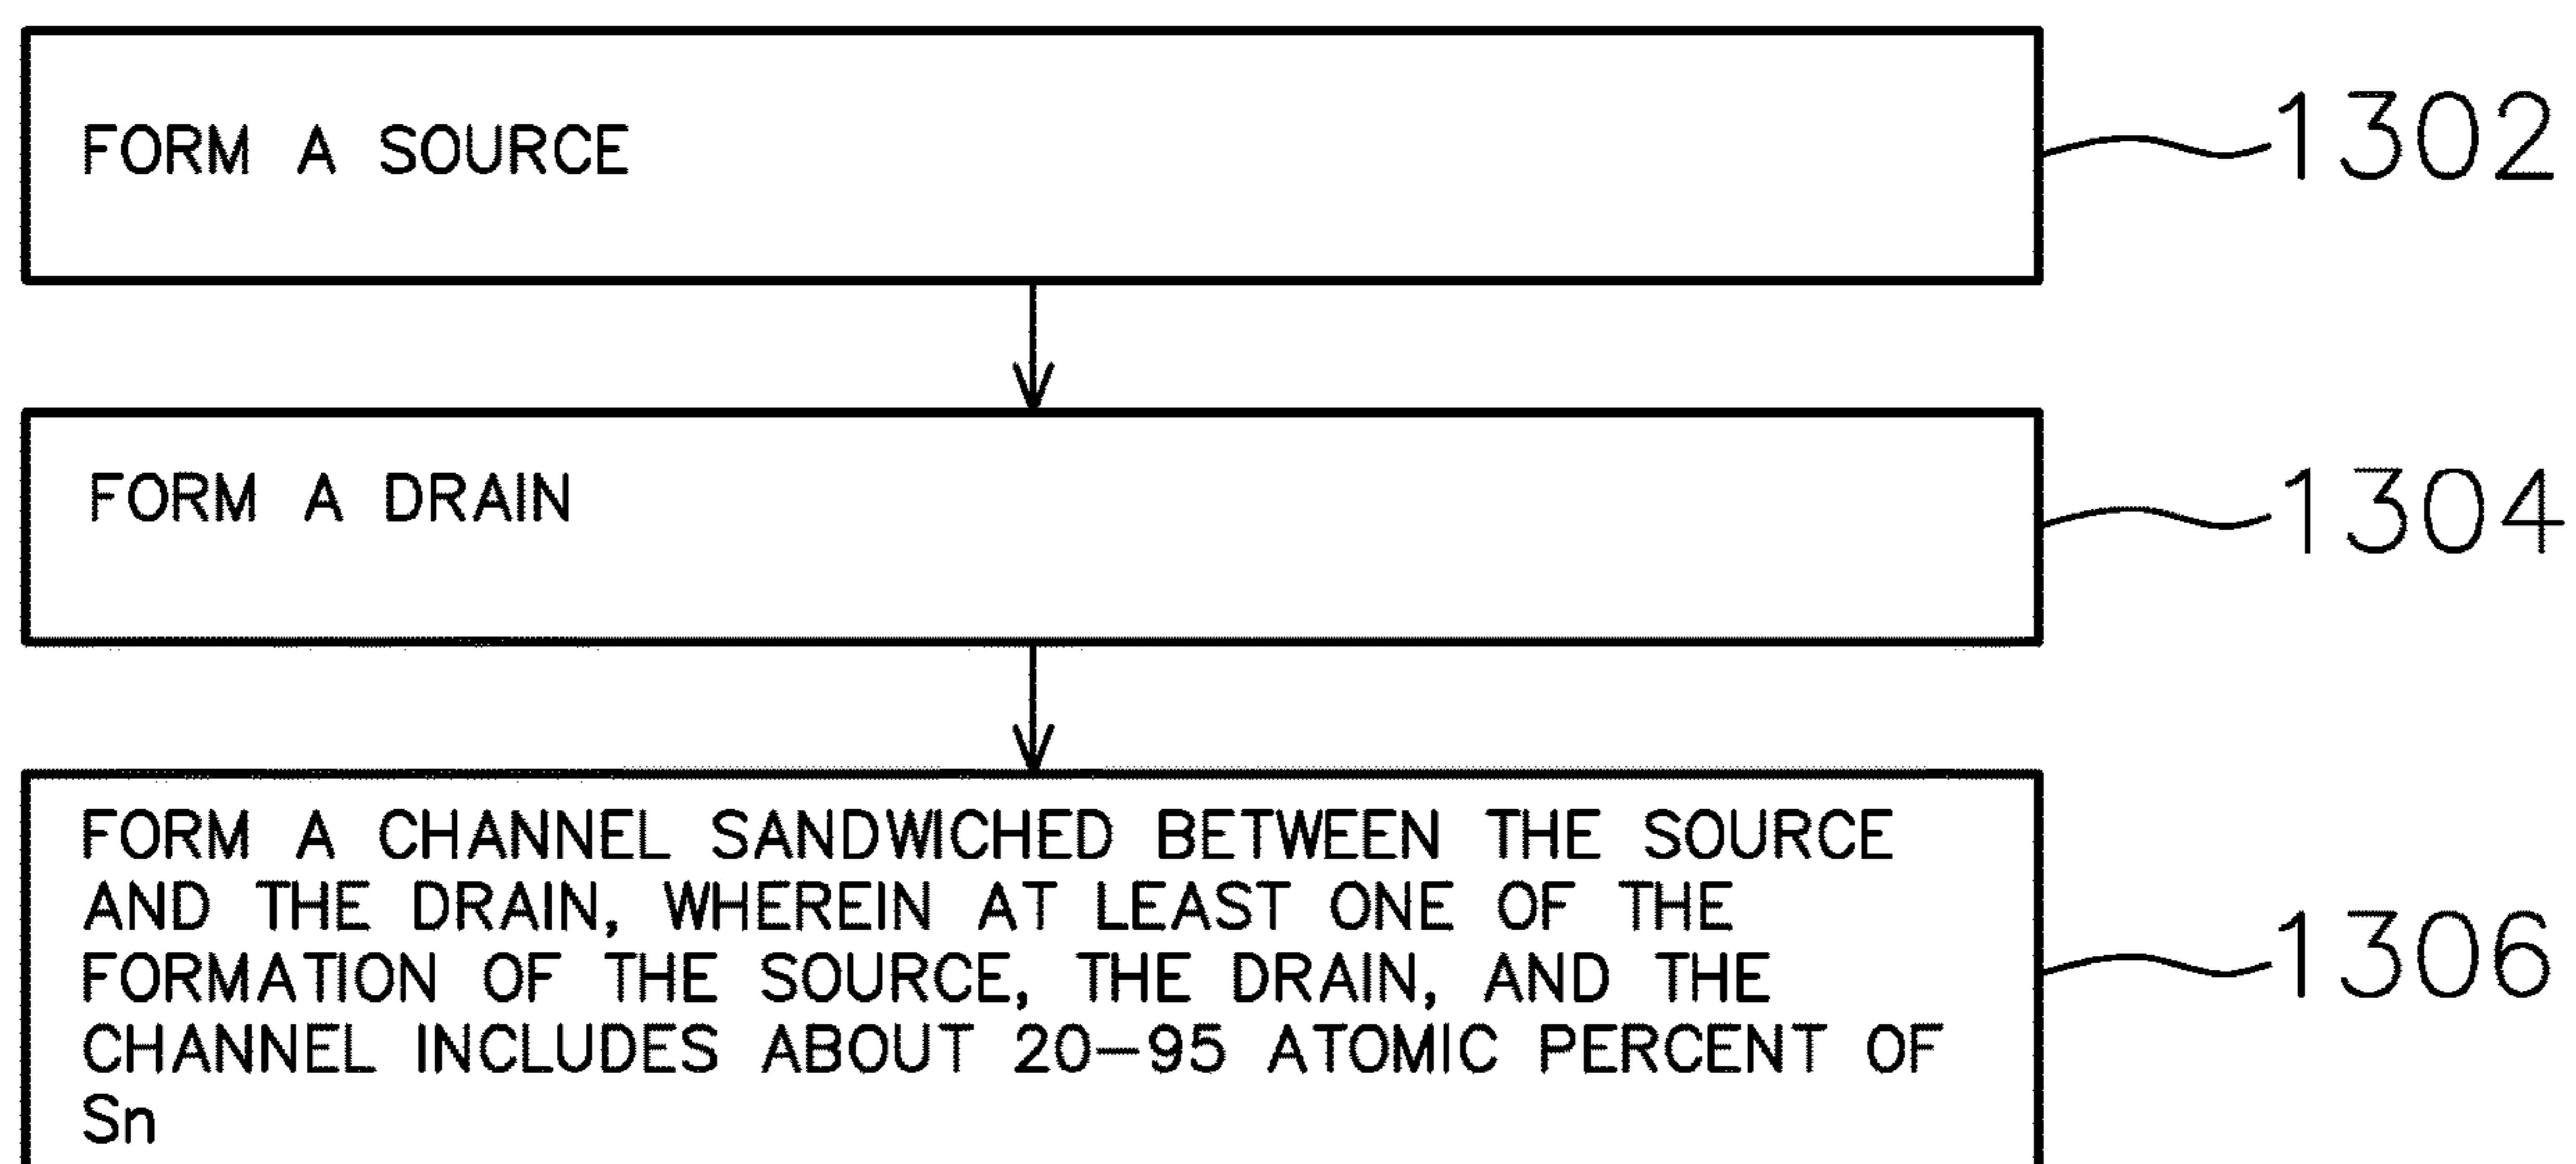 FORM A SOURCE
1302
FORM A DRAIN
1304
FORM A CHANNEL SANDWICHED BETWEEN THE SOURCE
AND THE DRAIN, WHEREIN AT LEAST ONE OF THE
FORMATION OF THE SOURCE, THE DRAIN, AND THE
CHANNEL INCLUDES ABOUT 20-95 ATOMIC PERCENT OF
Sn
1306